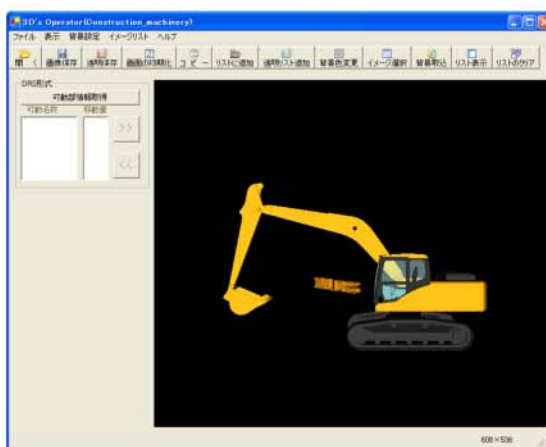 3D's Operator(Construction_machinery)
ファイル 表示 背景設定 イメージリスト ヘルプ
開く 画像保存 透明保存 画面の初期化 コピー リストに追加 透明リスト追加 背景色変更 イメージ選択 背景取込 リスト表示 リストのクリア
DRS形式
可動部情報取得
可動名称 移動量
>>
<<
608×536